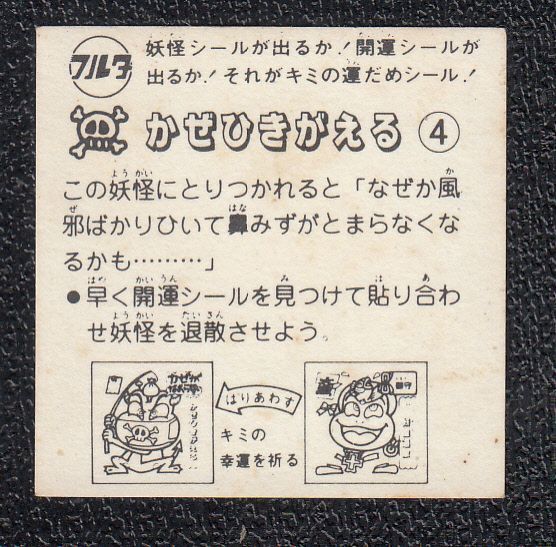 フルタ
妖怪シールが出るか！開運シールが
出るか！それがキミの運だめシール！
かぜひきがえる ④
この妖怪にとりつかれると「なぜか風
邪ばかりひいて鼻みずがとまらなくな
るかも………」
●早く開運シールを見つけて貼り合わ
せ妖怪を退散させよう。
はりあわす
キミの
幸運を祈る